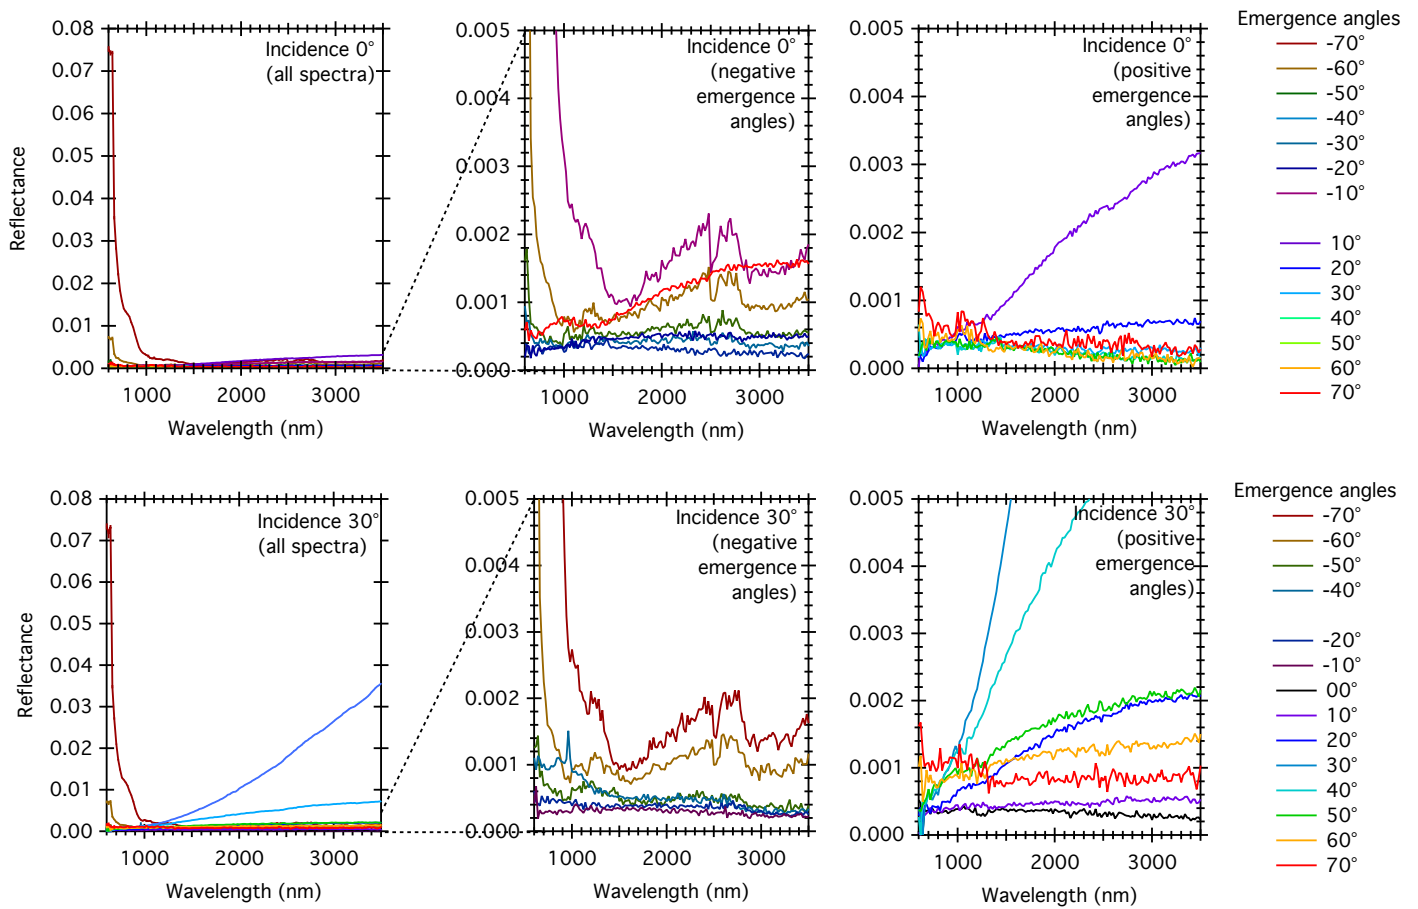 0.08
0.07
0.06
0.05
0.04
0.03
0.02
0.01
0.00
Reflectance
Incidence 0°
(all spectra)
1000 2000 3000
Wavelength (nm)
0.005
0.004
0.003
0.002
0.001
0.000
Incidence 0°
(negative
emergence
angles)
1000 2000 3000
Wavelength (nm)
0.005
0.004
0.003
0.002
0.001
0.000
Incidence 0°
(positive
emergence
angles)
1000 2000 3000
Wavelength (nm)
Emergence angles
-70°
-60°
-50°
-40°
-30°
-20°
-10°
10°
20°
30°
40°
50°
60°
70°
0.08
0.07
0.06
0.05
0.04
0.03
0.02
0.01
0.00
Reflectance
Incidence 30°
(all spectra)
1000 2000 3000
Wavelength (nm)
0.005
0.004
0.003
0.002
0.001
0.000
Incidence 30°
(negative
emergence
angles)
1000 2000 3000
Wavelength (nm)
0.005
0.004
0.003
0.002
0.001
0.000
Incidence 30°
(positive
emergence
angles)
1000 2000 3000
Wavelength (nm)
Emergence angles
-70°
-60°
-50°
-40°
-20°
-10°
00°
10°
20°
30°
40°
50°
60°
70°